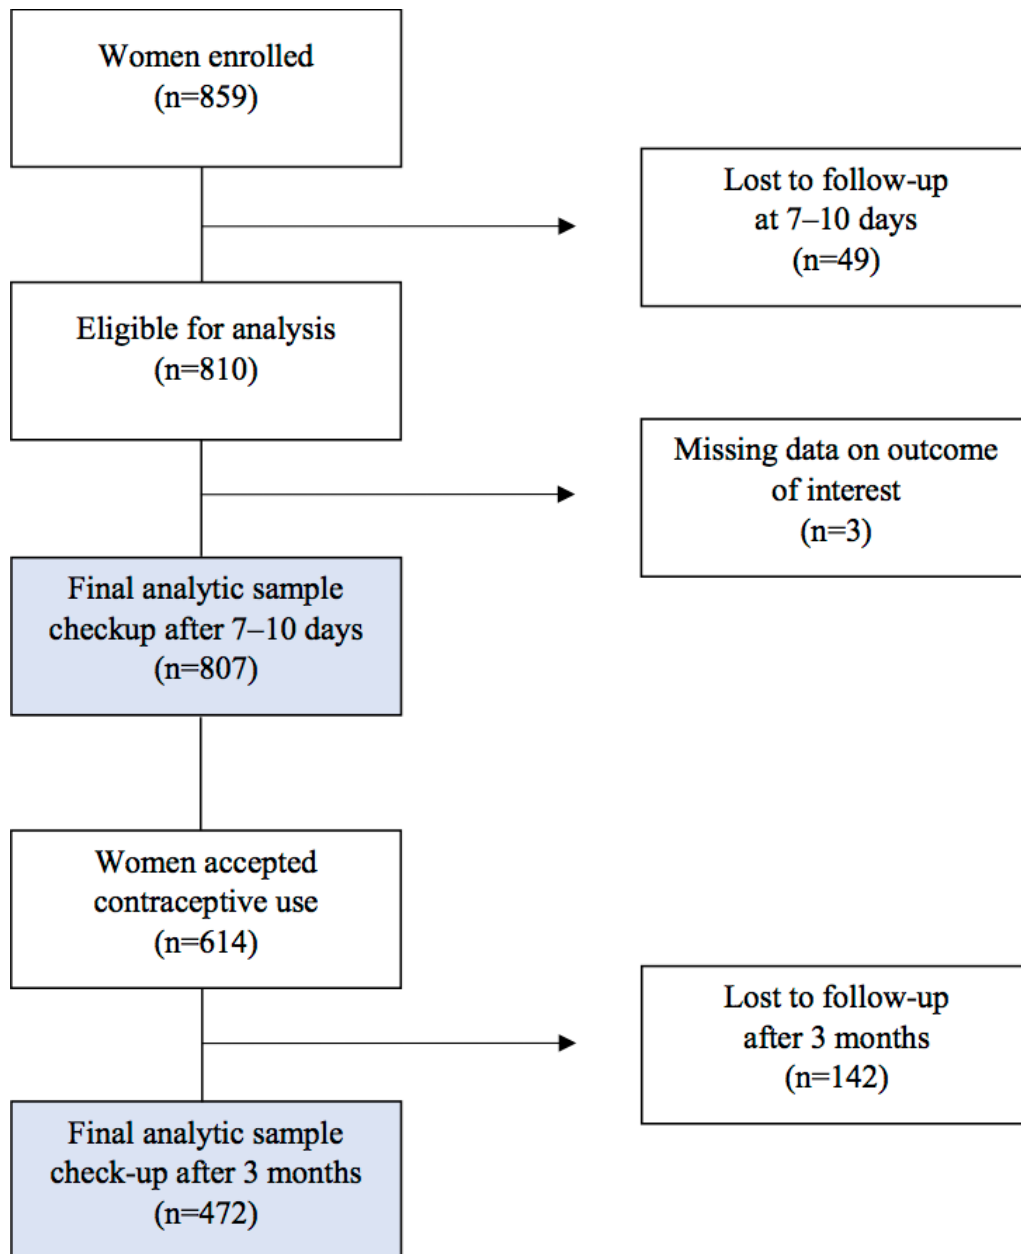 Women enrolled
(n=859)
Lost to follow-up
at 7–10 days
(n=49)
Eligible for analysis
(n=810)
Missing data on outcome
of interest
(n=3)
Final analytic sample
checkup after 7–10 days
(n=807)
Women accepted
contraceptive use
(n=614)
Lost to follow-up
after 3 months
(n=142)
Final analytic sample
check-up after 3 months
(n=472)